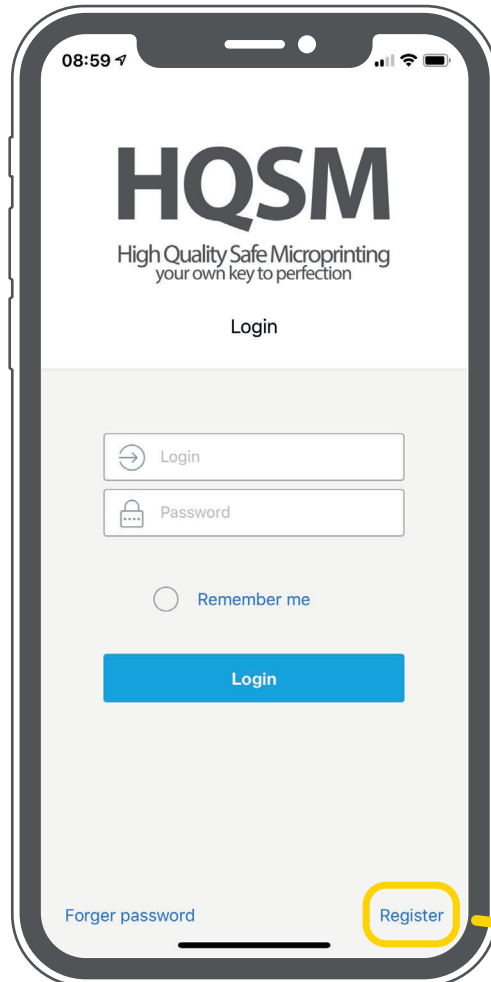 08:59
HQSM
High Quality Safe Microprinting
your own key to perfection
Login
Login
Password
Remember me
Login
Forger password
Register